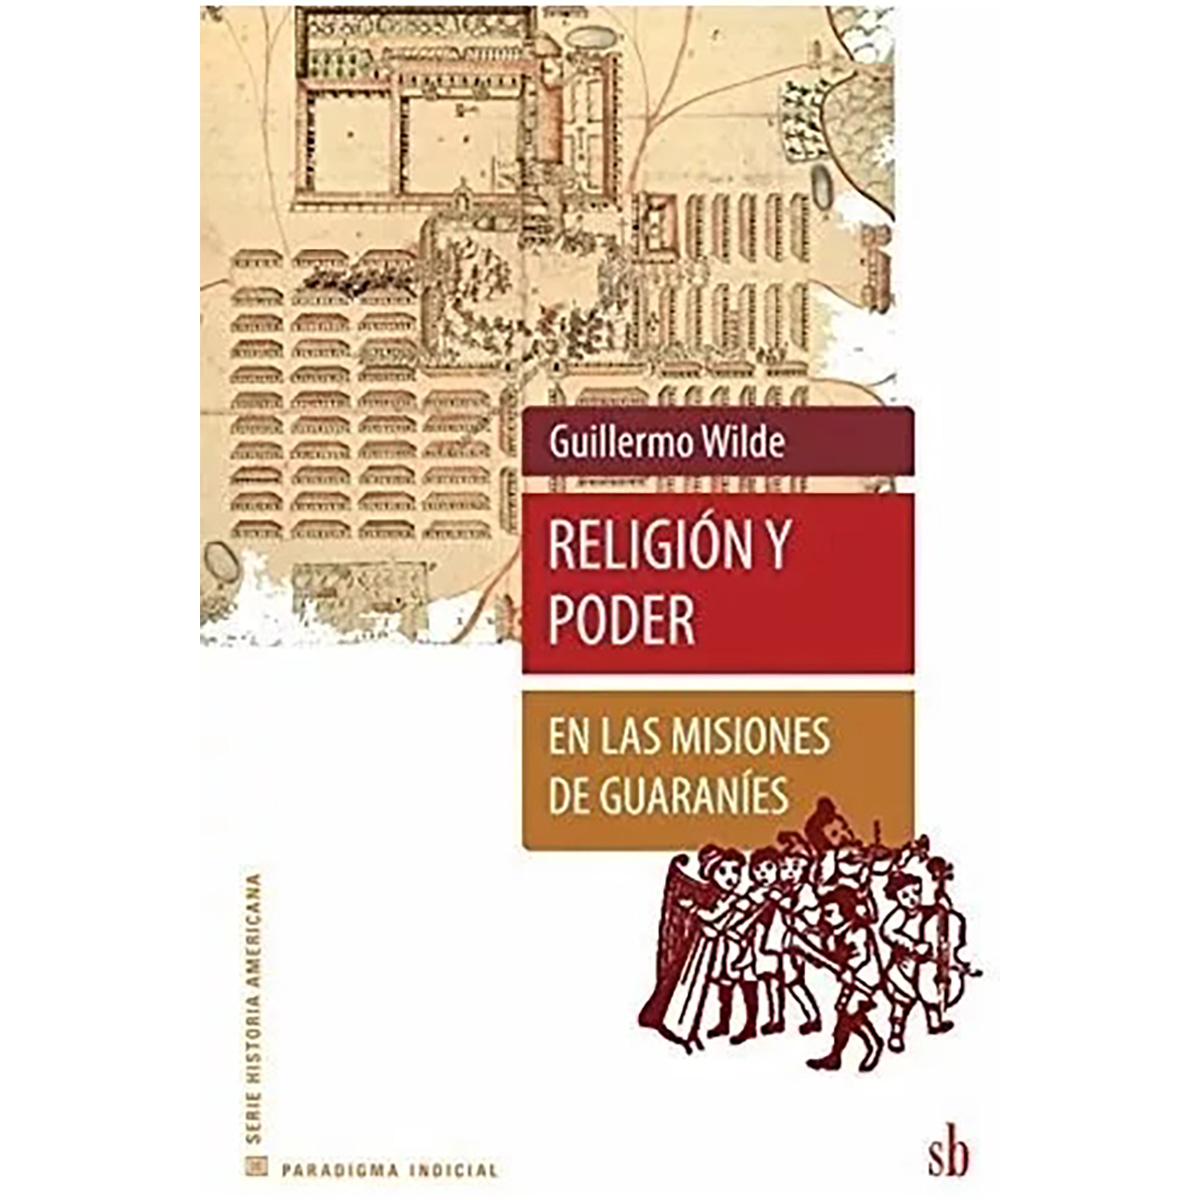 Guillermo Wilde
RELIGIÓN Y
PODER
EN LAS MISIONES
DE GUARANÍES
SERIE HISTORIA AMERICANA
PARADIGMA INDICIAL
sb